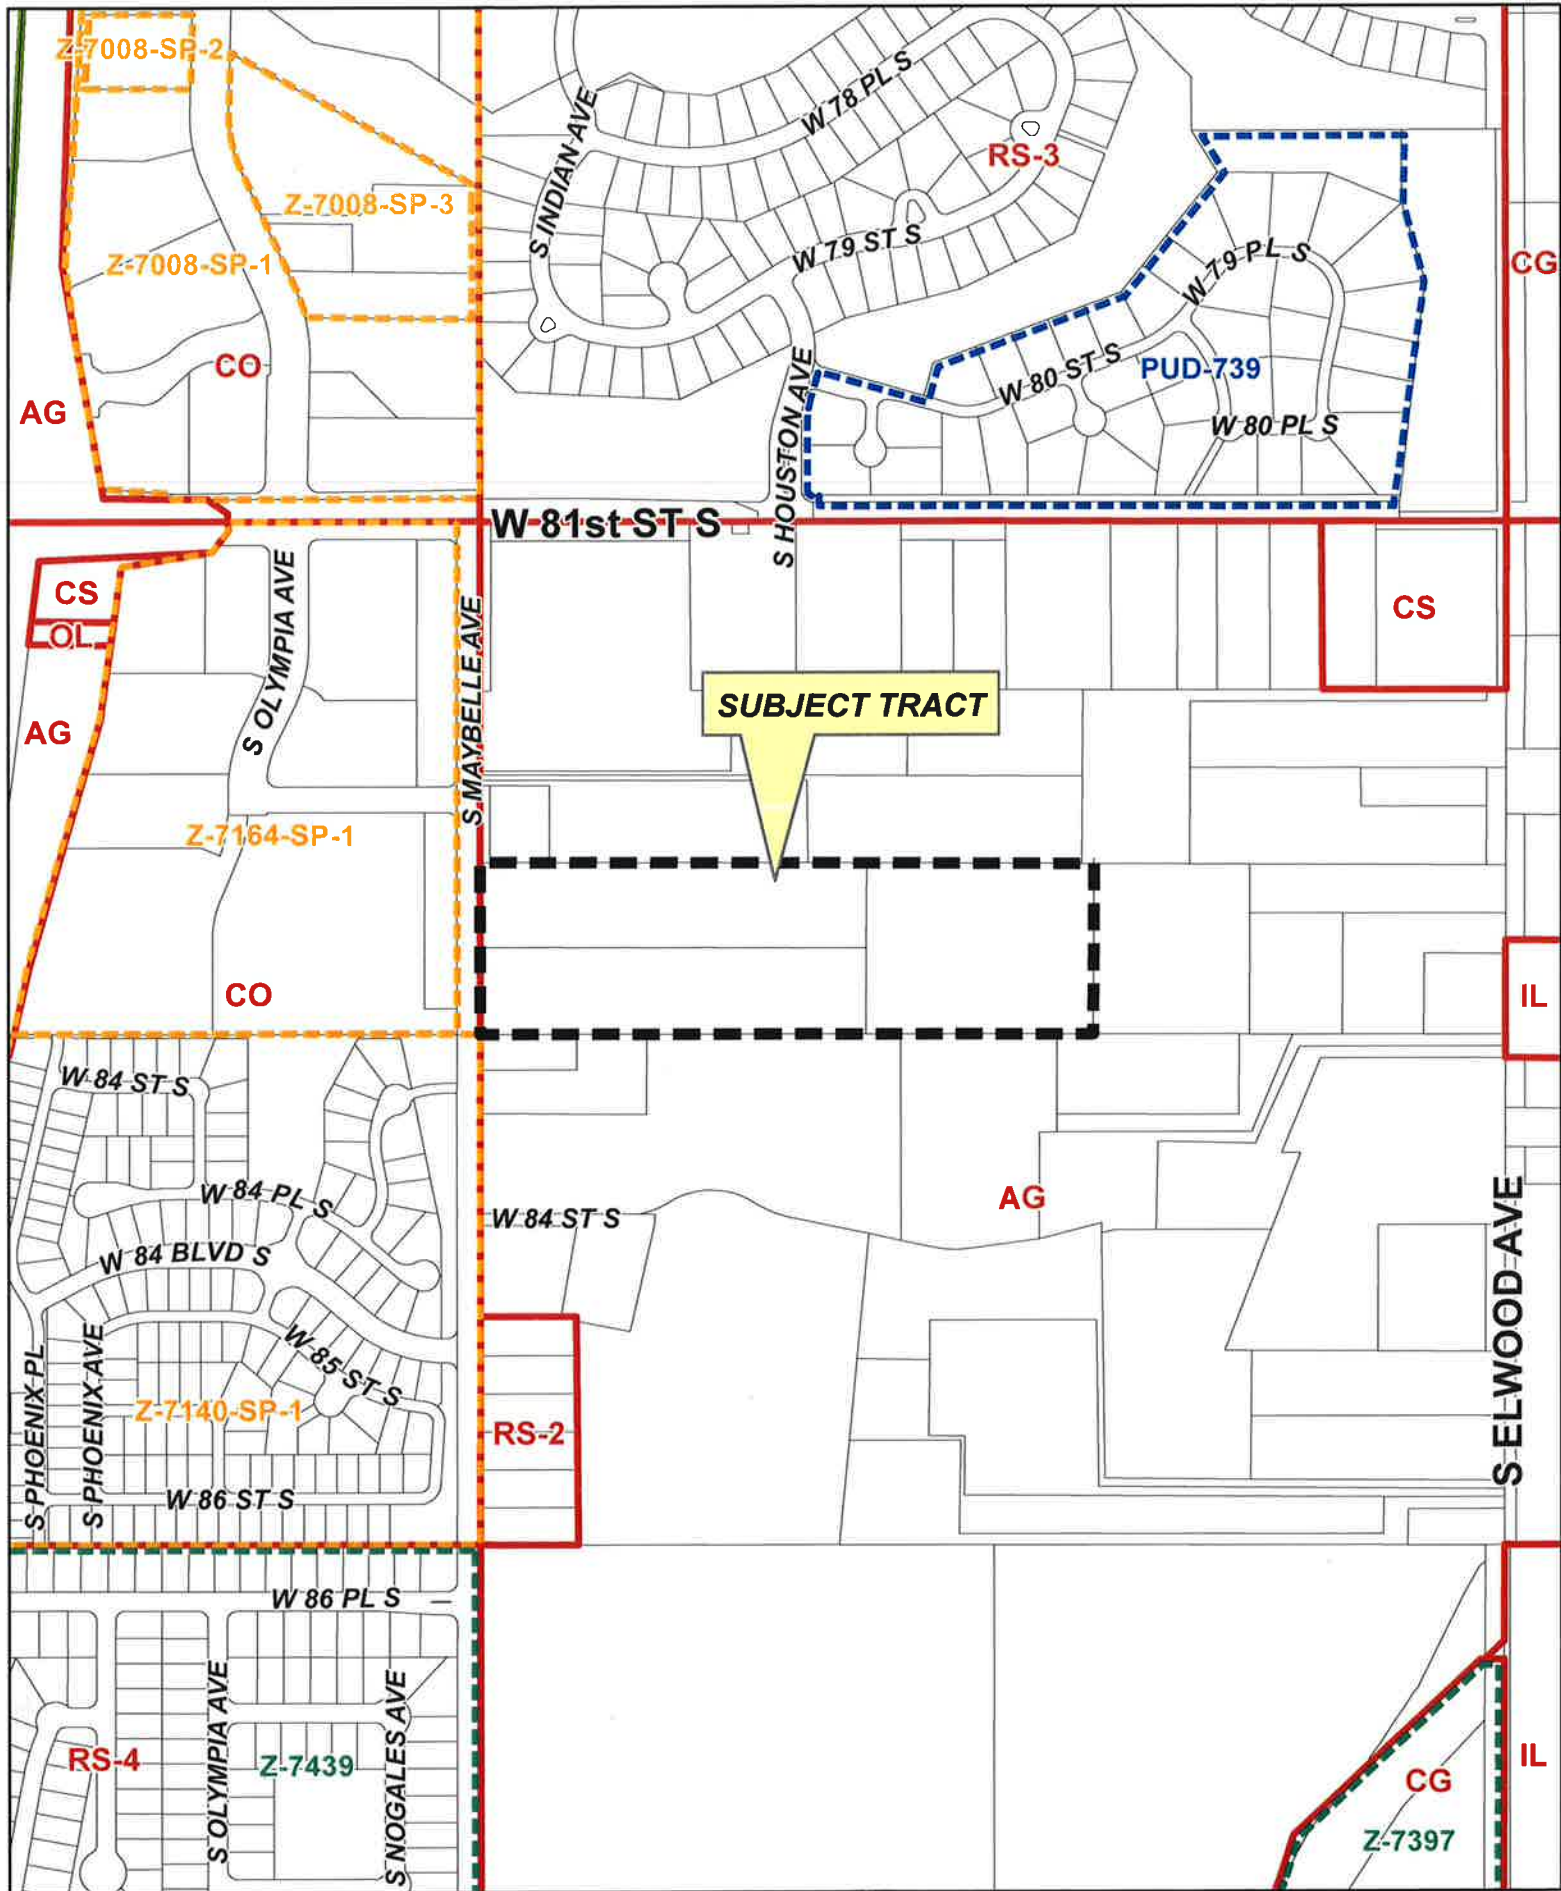 Z-7008-SP-2
W 78 PL S
S INDIAN AVE
RS-3
Z-7008-SP-3
W 79 ST S
W 79 PL S
Z-7008-SP-1
CG
CO
W 80 ST S
PUD-739
AG
S HOUSTON AVE
W 80 PL S
W 81st ST S
CS
OL
S OLYMPIA AVE
S MAYBELLE AVE
CS
SUBJECT TRACT
AG
Z-7164-SP-1
CO
IL
W 84 ST S
W 84 PL S
W 84 ST S
AG
W 84 BLVD S
S ELWOOD AVE
S PHOENIX PL
S PHOENIX AVE
W 85 ST S
Z-7140-SP-1
RS-2
W 86 ST S
W 86 PL S
S OLYMPIA AVE
S NOGALES AVE
RS-4
Z-7439
IL
CG
Z-7397